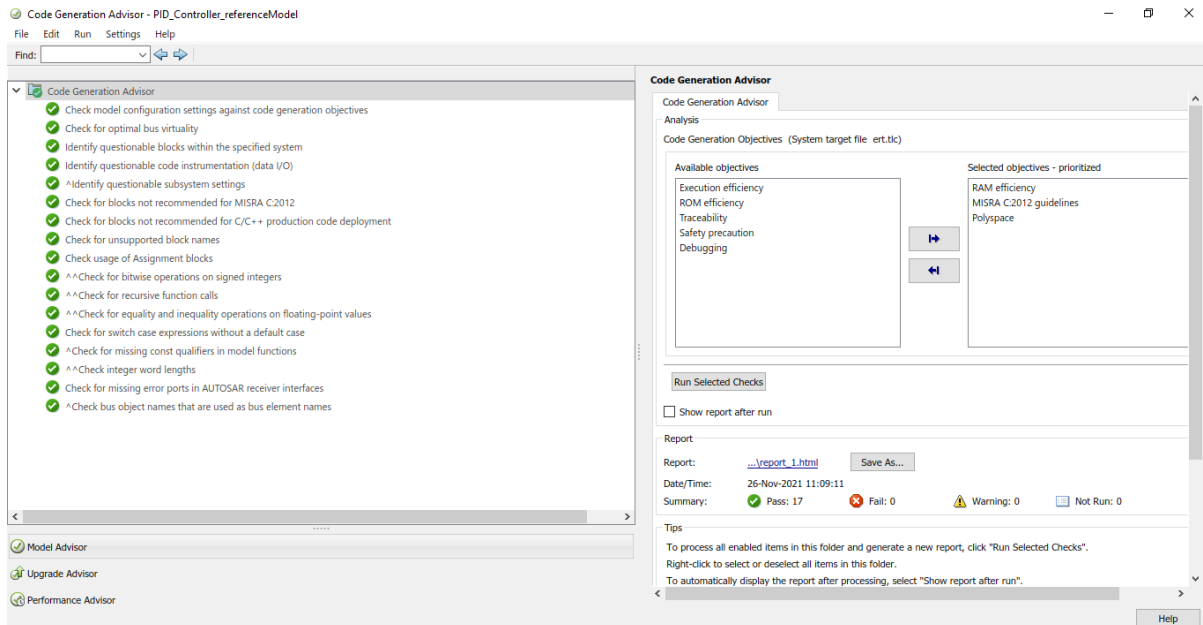 Code Generation Advisor - PID_Controller_referenceModel
File Edit Run Settings Help
Find:
Code Generation Advisor
Check model configuration settings against code generation objectives
Check for optimal bus virtuality
Identify questionable blocks within the specified system
Identify questionable code instrumentation (data I/O)
^Identify questionable subsystem settings
Check for blocks not recommended for MISRA C:2012
Check for blocks not recommended for C/C++ production code deployment
Check for unsupported block names
Check usage of Assignment blocks
^^Check for bitwise operations on signed integers
^^Check for recursive function calls
^^Check for equality and inequality operations on floating-point values
Check for switch case expressions without a default case
^Check for missing const qualifiers in model functions
^^Check integer word lengths
Check for missing error ports in AUTOSAR receiver interfaces
^Check bus object names that are used as bus element names
Model Advisor
Upgrade Advisor
Performance Advisor
Code Generation Advisor
Code Generation Advisor
Analysis
Code Generation Objectives (System target file ert.tlc)
Available objectives
Execution efficiency
ROM efficiency
Traceability
Safety precaution
Debugging
Selected objectives - prioritized
RAM efficiency
MISRA C:2012 guidelines
Polyspace
Run Selected Checks
Show report after run
Report
Report: ...\report_1.html Save As...
Date/Time: 26-Nov-2021 11:09:11
Summary: Pass: 17 Fail: 0 Warning: 0 Not Run: 0
Tips
To process all enabled items in this folder and generate a new report, click "Run Selected Checks".
Right-click to select or deselect all items in this folder.
To automatically display the report after processing, select "Show report after run".
Help